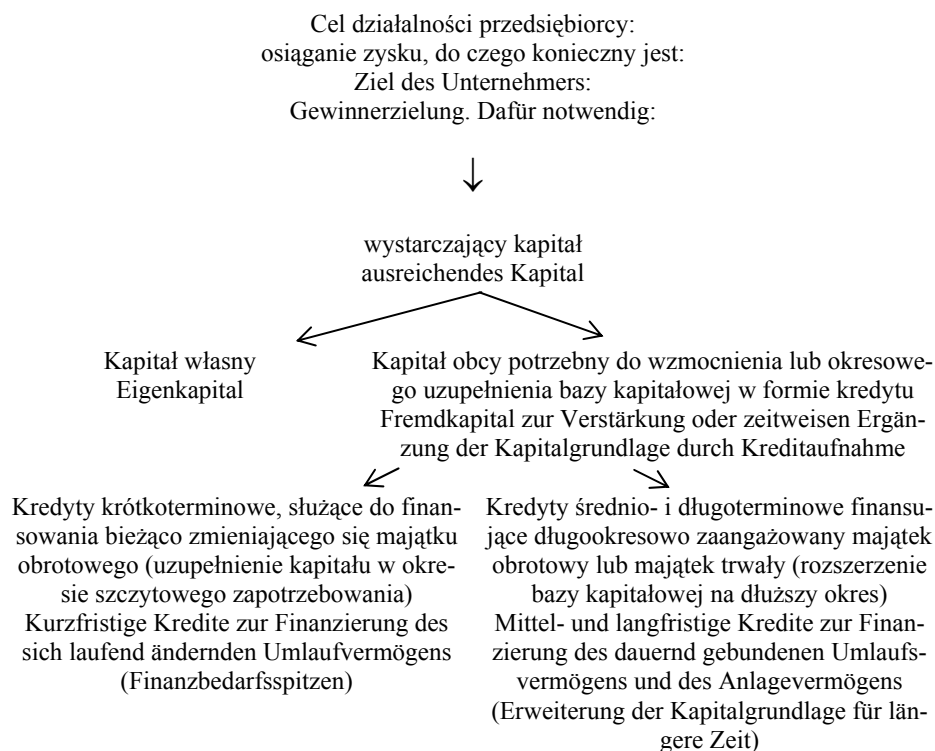 Cel działalności przedsiębiorcy:
osiąganie zysku, do czego konieczny jest:
Ziel des Unternehmers:
Gewinnerzielung. Dafür notwendig:
wystarczający kapitał
ausreichendes Kapital
Kapitał własny
Eigenkapital
Kapitał obcy potrzebny do wzmocnienia lub okresowe-
go uzupełnienia bazy kapitałowej w formie kredytu
Fremdkapital zur Verstärkung oder zeitweisen Ergän-
zung der Kapitalgrundlage durch Kreditaufnahme
Kredyty krótkoterminowe, służące do finan-
sowania bieżąco zmieniającego się majątku
obrotowego (uzupełnienie kapitału w okre-
sie szczytowego zapotrzebowania)
Kurzfristige Kredite zur Finanzierung des
sich laufend ändernden Umlaufvermögens
(Finanzbedarfsspitzen)
Kredyty średnio- i długoterminowe finansu-
jące długookresowo zaangażowany majątek
obrotowy lub majątek trwały (rozszerzenie
bazy kapitałowej na dłuższy okres)
Mittel- und langfristige Kredite zur Finan-
zierung des dauernd gebundenen Umlaufs-
vermögens und des Anlagevermögens
(Erweiterung der Kapitalgrundlage für län-
gere Zeit)